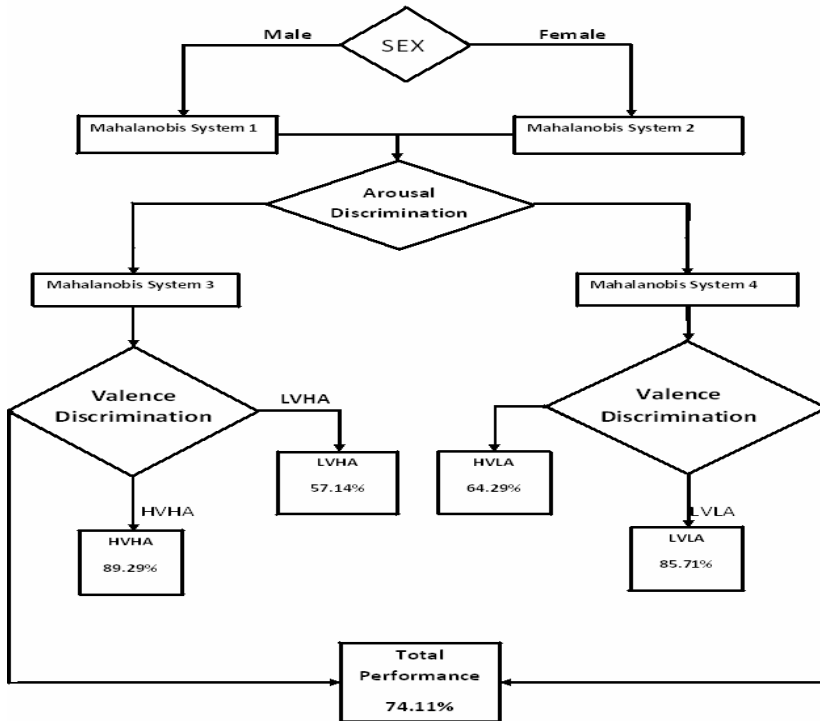 SEX
Male
Female
Mahalanobis System 1
Mahalanobis System 2
Arousal
Discrimination
Mahalanobis System 3
Mahalanobis System 4
Valence
Discrimination
Valence
Discrimination
LVHA
LVHA
57.14%
HVLA
64.29%
HVHA
HVHA
89.29%
LVLA
LVLA
85.71%
Total
Performance
74.11%